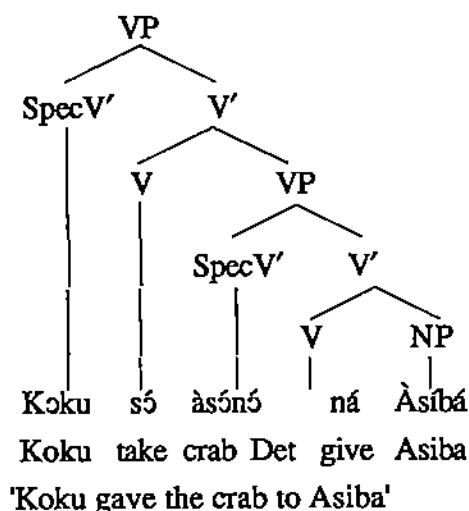 VP
SpecV′ V′
V VP
SpecV′ V′
V NP
Kɔku sɔ́ àsɔ́nɔ́ ná Àsíbá
Koku take crab Det give Asiba
'Koku gave the crab to Asiba'